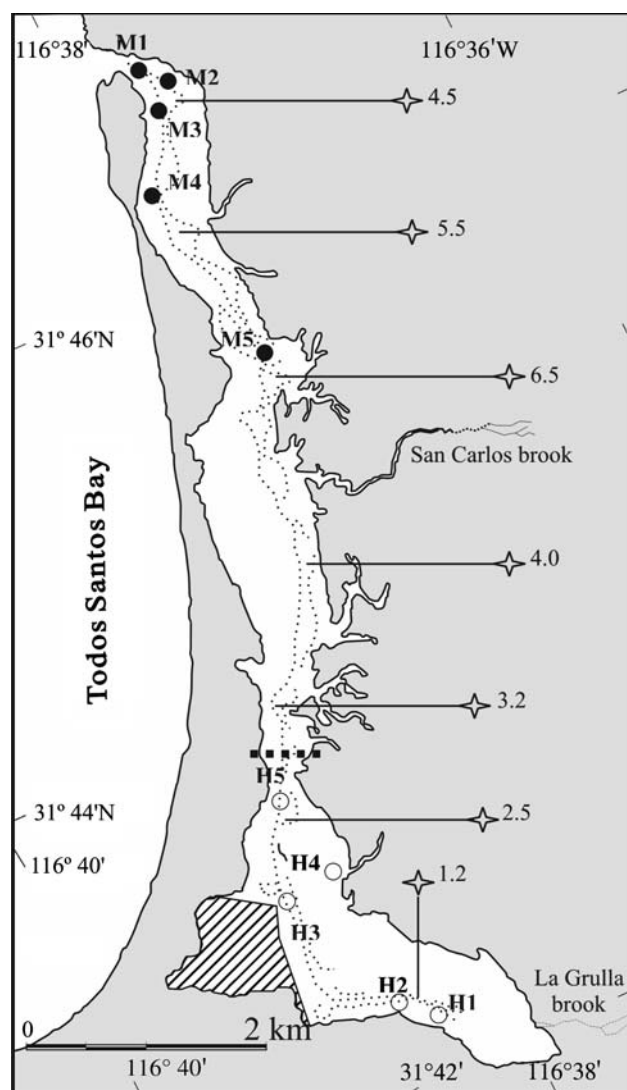 116°38'
116°36'W
M1
M2
4.5
M3
M4
5.5
31° 46'N
M5
6.5
San Carlos brook
Todos Santos Bay
4.0
3.2
H5
31° 44'N
2.5
116° 40'
H4
1.2
H3
La Grulla
brook
H2
H1
0
2 km
116° 40'
31°42'
116°38'